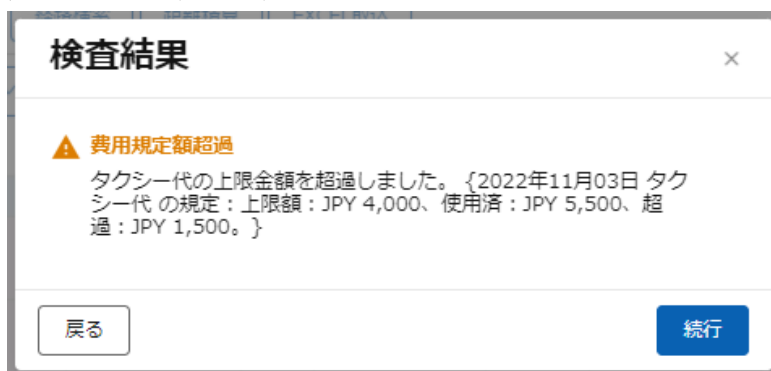 検査結果
×
費用規定額超過
タクシー代の上限金額を超過しました。{2022年11月03日 タク
シー代 の規定：上限額：JPY 4,000、使用済：JPY 5,500、超
過：JPY 1,500。}
戻る
続行